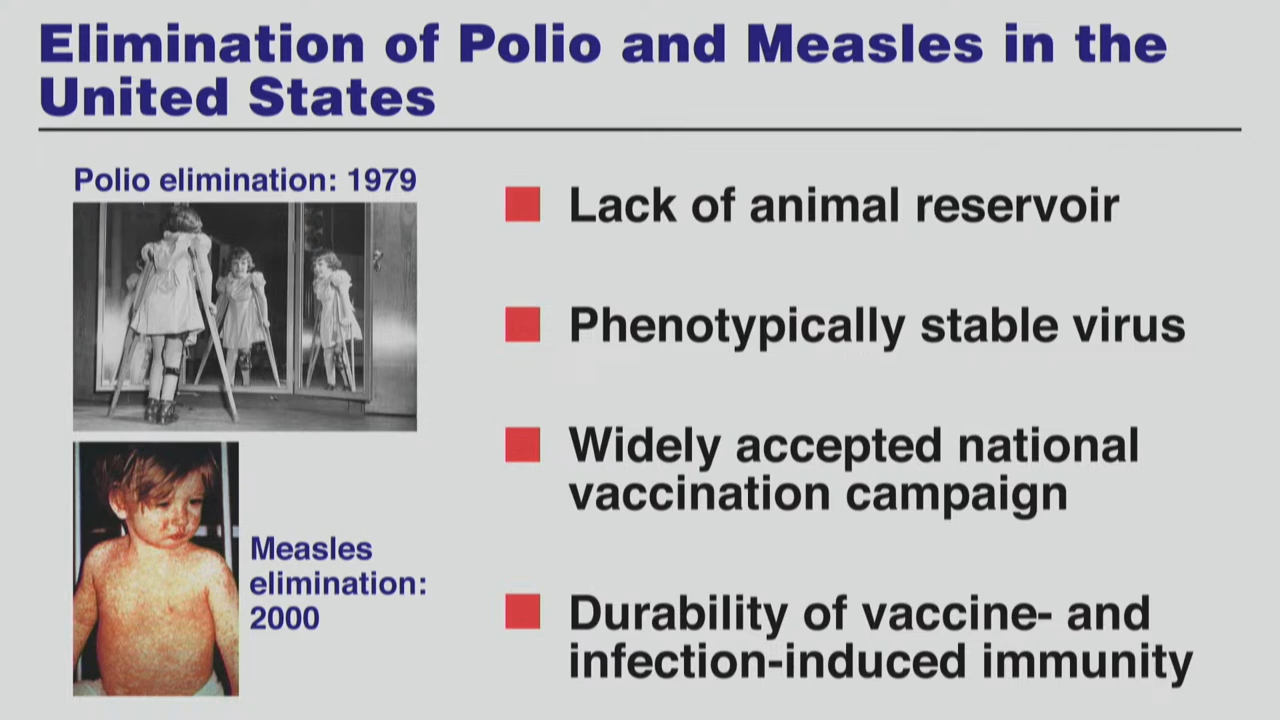 Elimination of Polio and Measles in the
United States
Polio elimination: 1979
Measles
elimination:
2000
Lack of animal reservoir
Phenotypically stable virus
Widely accepted national
vaccination campaign
Durability of vaccine- and
infection-induced immunity